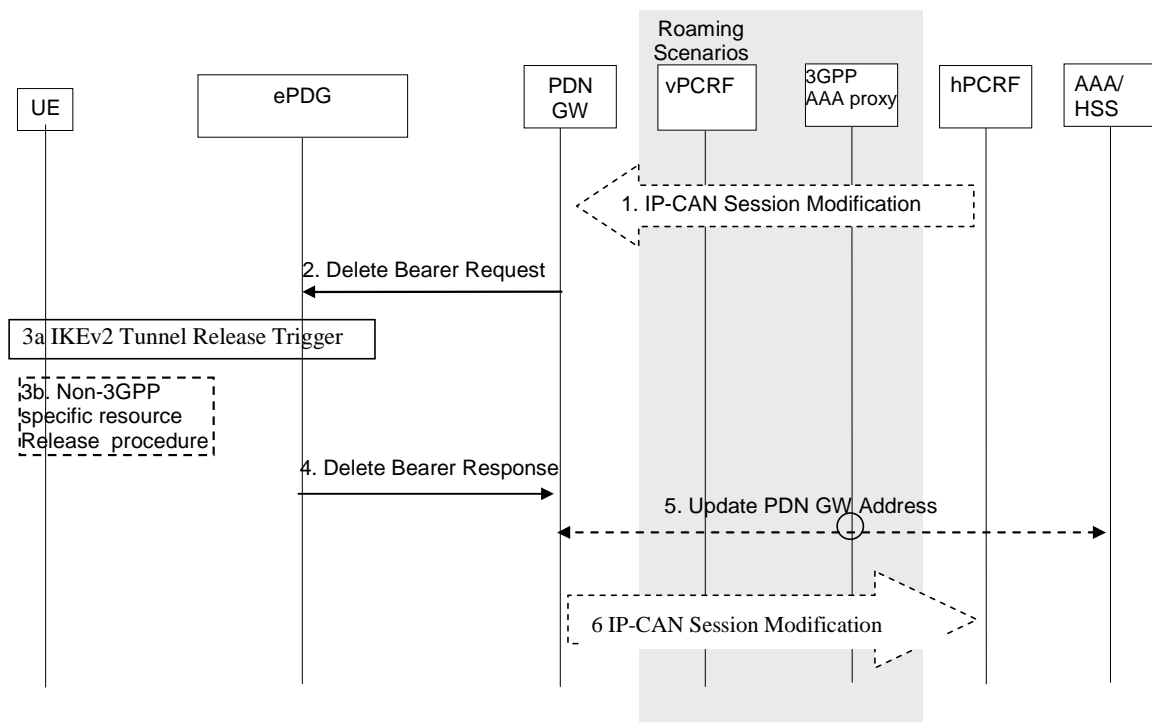 Roaming
Scenarios
UE
ePDG
PDN
GW
vPCRF
3GPP
AAA proxy
hPCRF
AAA/
HSS
1. IP-CAN Session Modification
2. Delete Bearer Request
3a IKEv2 Tunnel Release Trigger
3b. Non-3GPP
specific resource
Release procedure
4. Delete Bearer Response
5. Update PDN GW Address
6 IP-CAN Session Modification